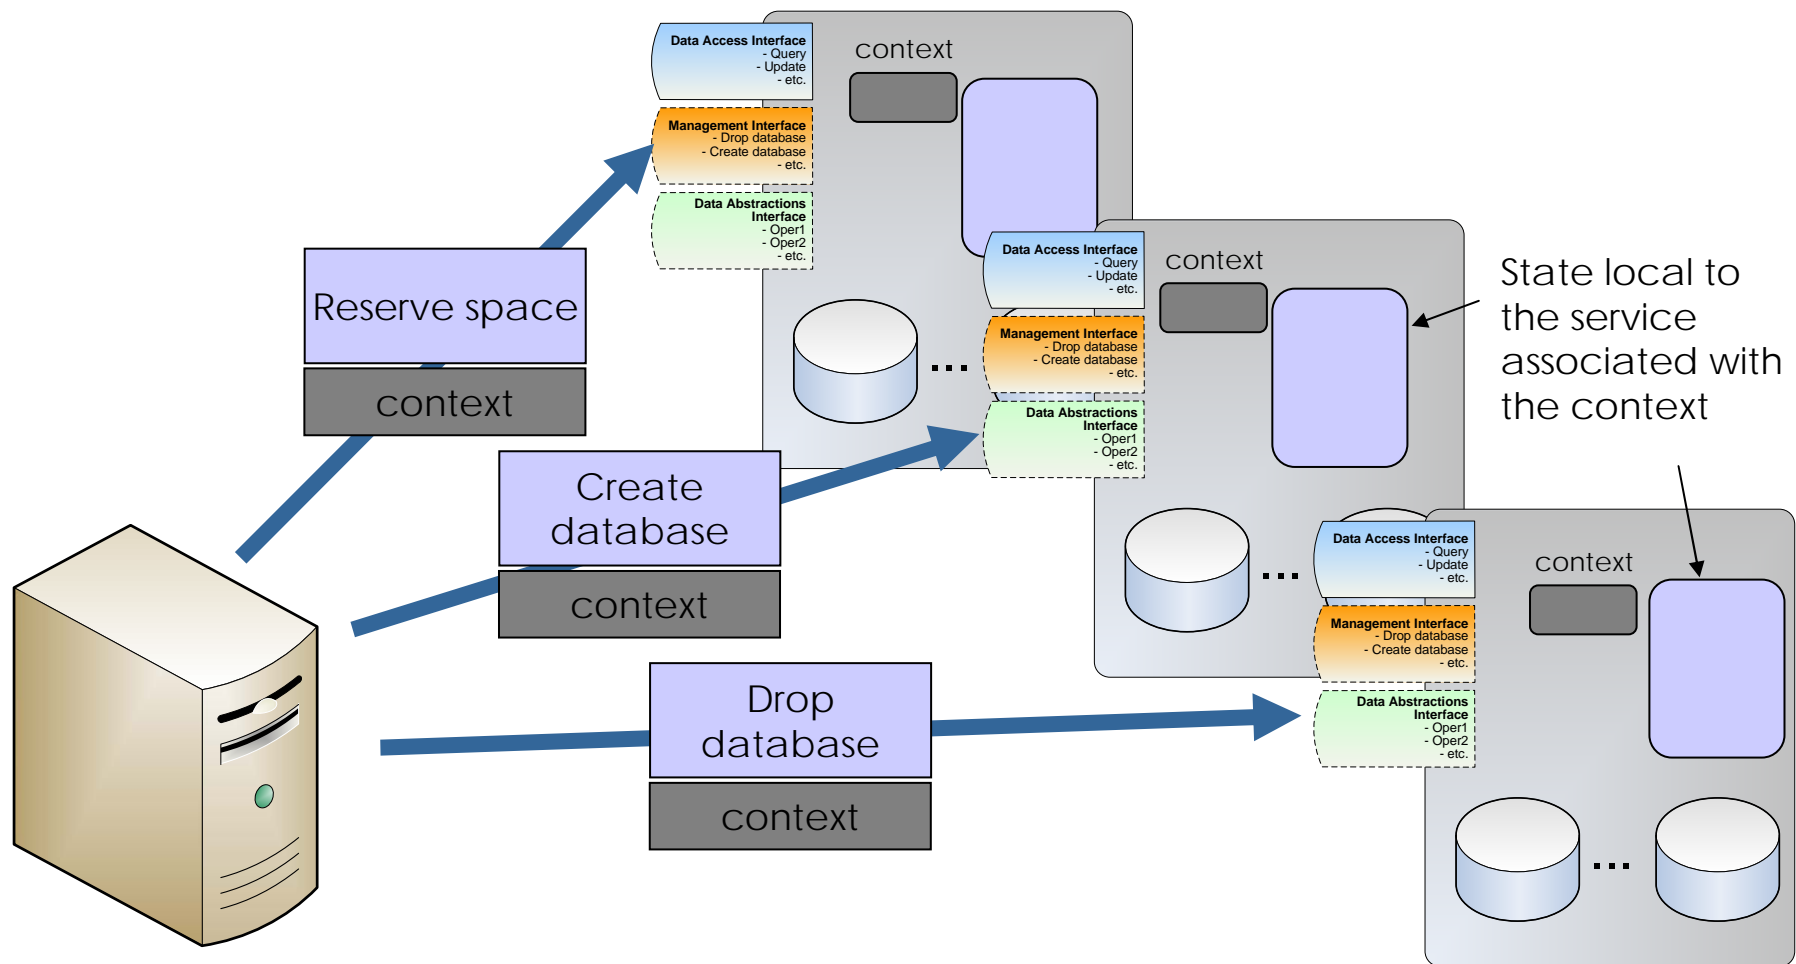 Data Access Interface
- Query
- Update
- etc.
Management Interface
- Drop database
- Create database
- etc.
Data Abstractions
Interface
- Oper1
- Oper2
- etc.
context
Reserve space
context
Data Access Interface
- Query
- Update
- etc.
Management Interface
- Drop database
- Create database
- etc.
Data Abstractions
Interface
- Oper1
- Oper2
- etc.
context
State local to
the service
associated with
the context
Create
database
context
Data Access Interface
- Query
- Update
- etc.
Management Interface
- Drop database
- Create database
- etc.
Data Abstractions
Interface
- Oper1
- Oper2
- etc.
context
Drop
database
context